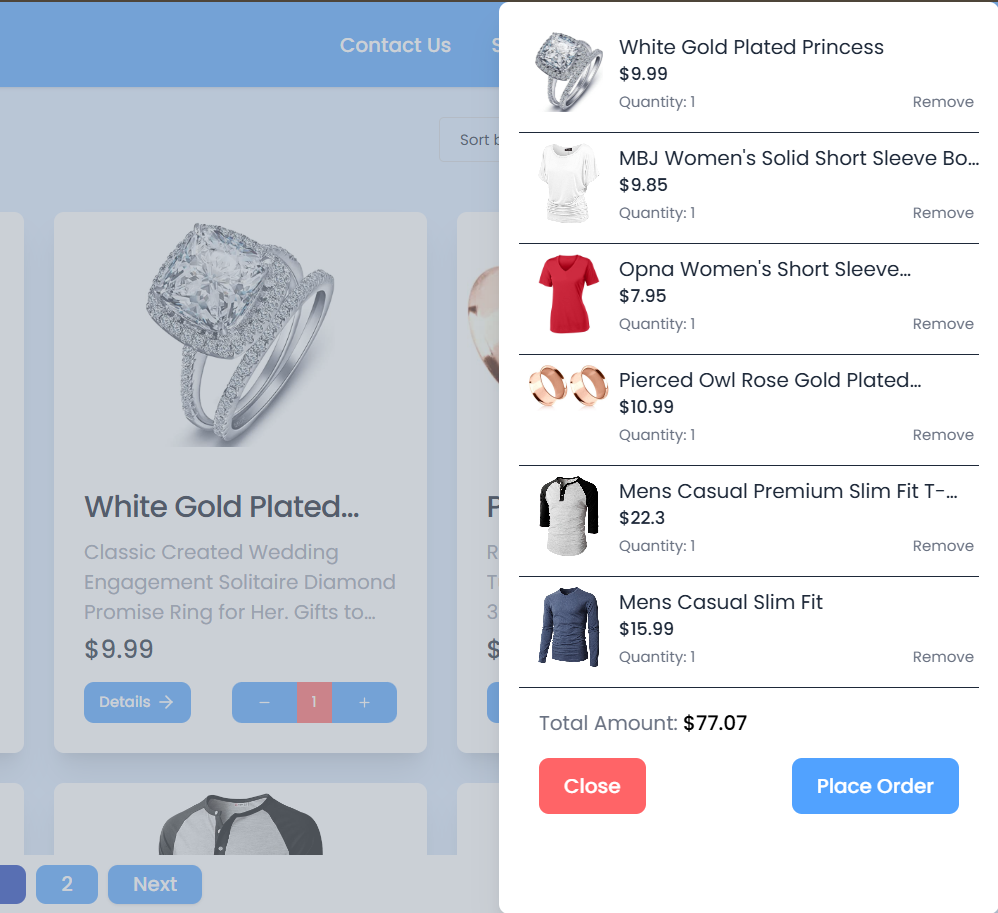 Contact Us
Sort b
White Gold Plated...
Classic Created Wedding
Engagement Solitaire Diamond
Promise Ring for Her. Gifts to...
$9.99
Details →
− 1 +
2
Next
White Gold Plated Princess
$9.99
Quantity: 1 Remove
MBJ Women's Solid Short Sleeve Bo...
$9.85
Quantity: 1 Remove
Opna Women's Short Sleeve...
$7.95
Quantity: 1 Remove
Pierced Owl Rose Gold Plated...
$10.99
Quantity: 1 Remove
Mens Casual Premium Slim Fit T-...
$22.3
Quantity: 1 Remove
Mens Casual Slim Fit
$15.99
Quantity: 1 Remove
Total Amount: $77.07
Close
Place Order